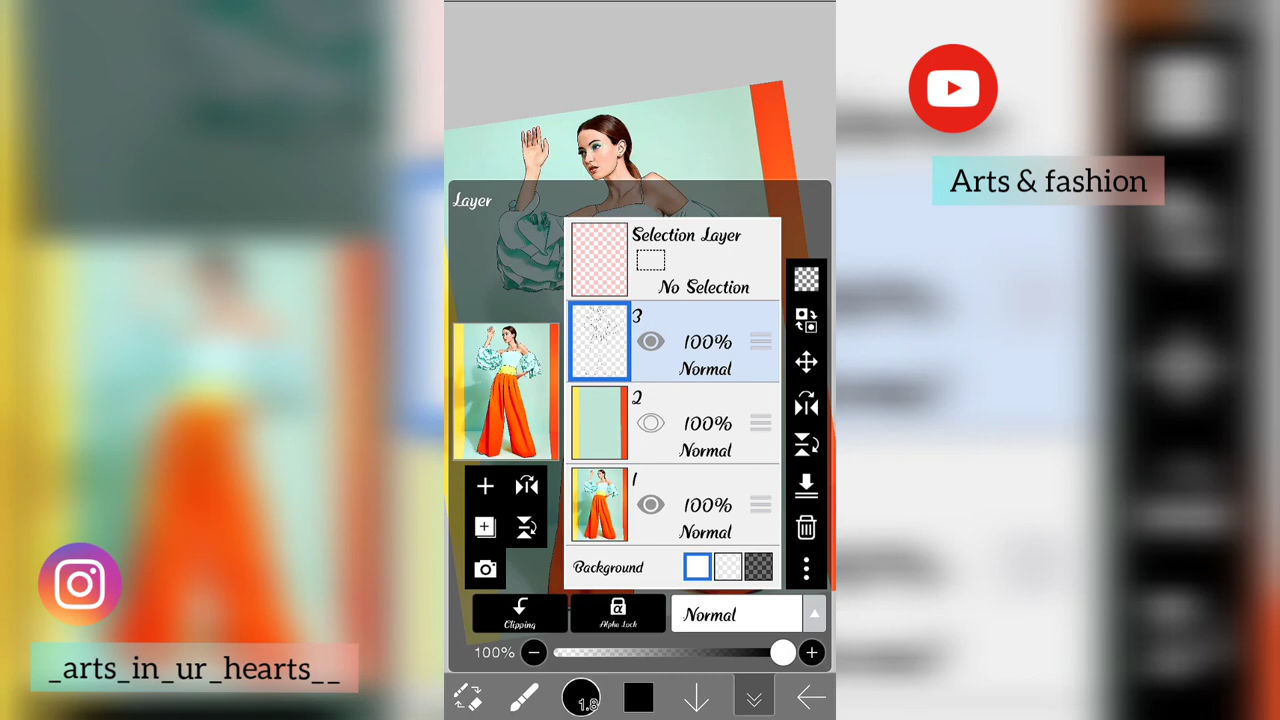 Arts & fashion
Layer
Selection Layer
No Selection
3
100%
Normal
2
100%
Normal
1
100%
Normal
Background
Clipping
α
Alpha Lock
Normal
100%
1.8
_arts_in_ur_hearts__